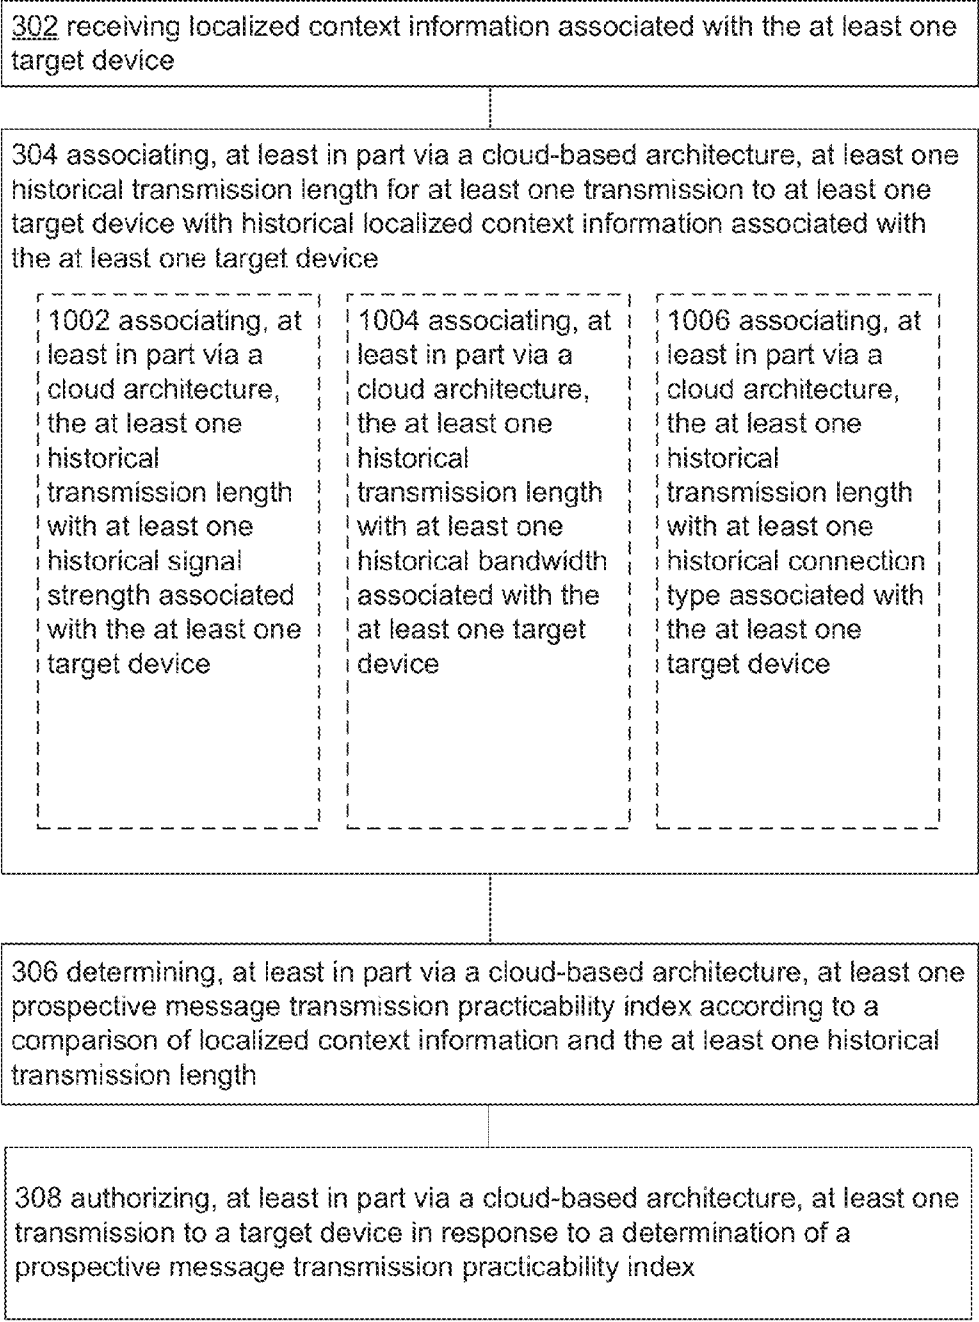 302 receiving localized context information associated with the at least one
target device
304 associating, at least in part via a cloud-based architecture, at least one
historical transmission length for at least one transmission to at least one
target device with historical localized context information associated with
the at least one target device
1002 associating, at
least in part via a
cloud architecture,
the at least one
historical
transmission length
with at least one
historical signal
strength associated
with the at least one
target device
1004 associating, at
least in part via a
cloud architecture,
the at least one
historical
transmission length
with at least one
historical bandwidth
associated with the
at least one target
device
1006 associating, at
least in part via a
cloud architecture,
the at least one
historical
transmission length
with at least one
historical connection
type associated with
the at least one
target device
306 determining, at least in part via a cloud-based architecture, at least one
prospective message transmission practicability index according to a
comparison of localized context information and the at least one historical
transmission length
308 authorizing, at least in part via a cloud-based architecture, at least one
transmission to a target device in response to a determination of a
prospective message transmission practicability index